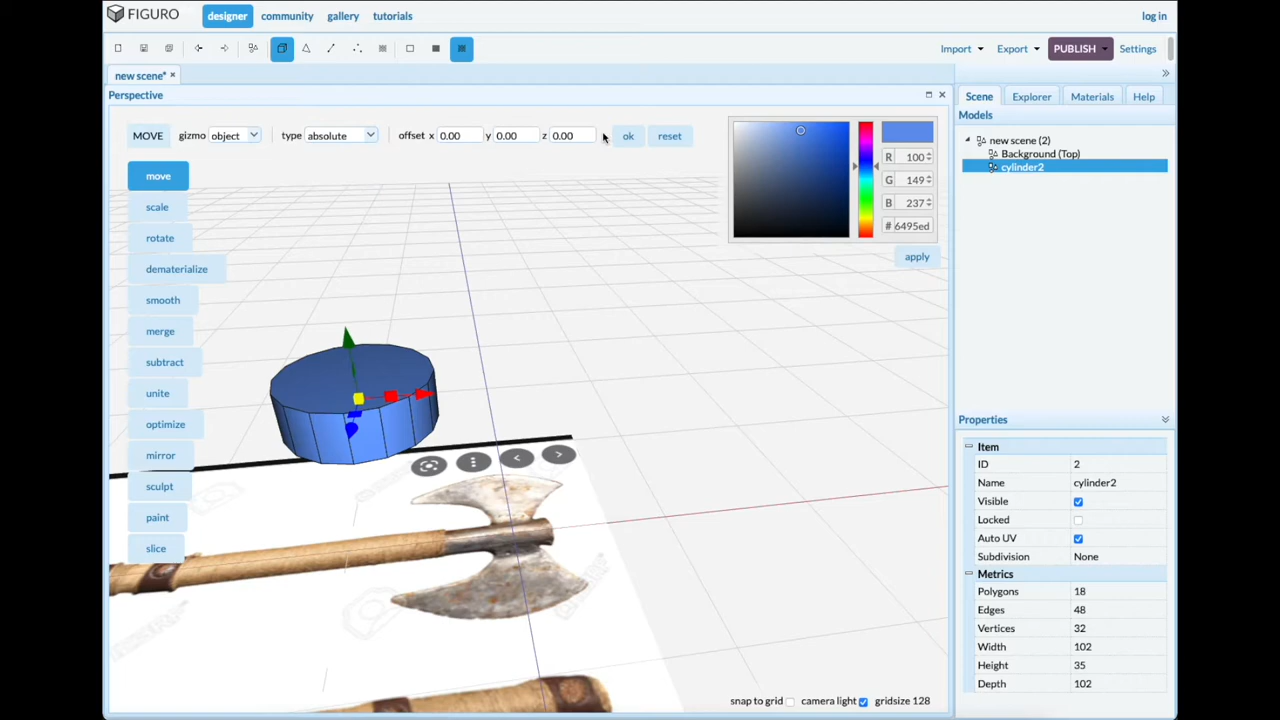 FIGURO designer community gallery tutorials log in
Import Export PUBLISH Settings
new scene* ×
Perspective
Scene Explorer Materials Help
Models
MOVE gizmo object type absolute offset x 0.00 y 0.00 z 0.00 ok reset
new scene (2)
Background (Top)
cylinder2
R 100
G 149
B 237
# 6495ed
apply
move
scale
rotate
dematerialize
smooth
merge
subtract
unite
optimize
mirror
sculpt
paint
slice
Properties
Item
ID 2
Name cylinder2
Visible
Locked
Auto UV
Subdivision None
Metrics
Polygons 18
Edges 48
Vertices 32
Width 102
Height 35
Depth 102
snap to grid camera light gridsize 128